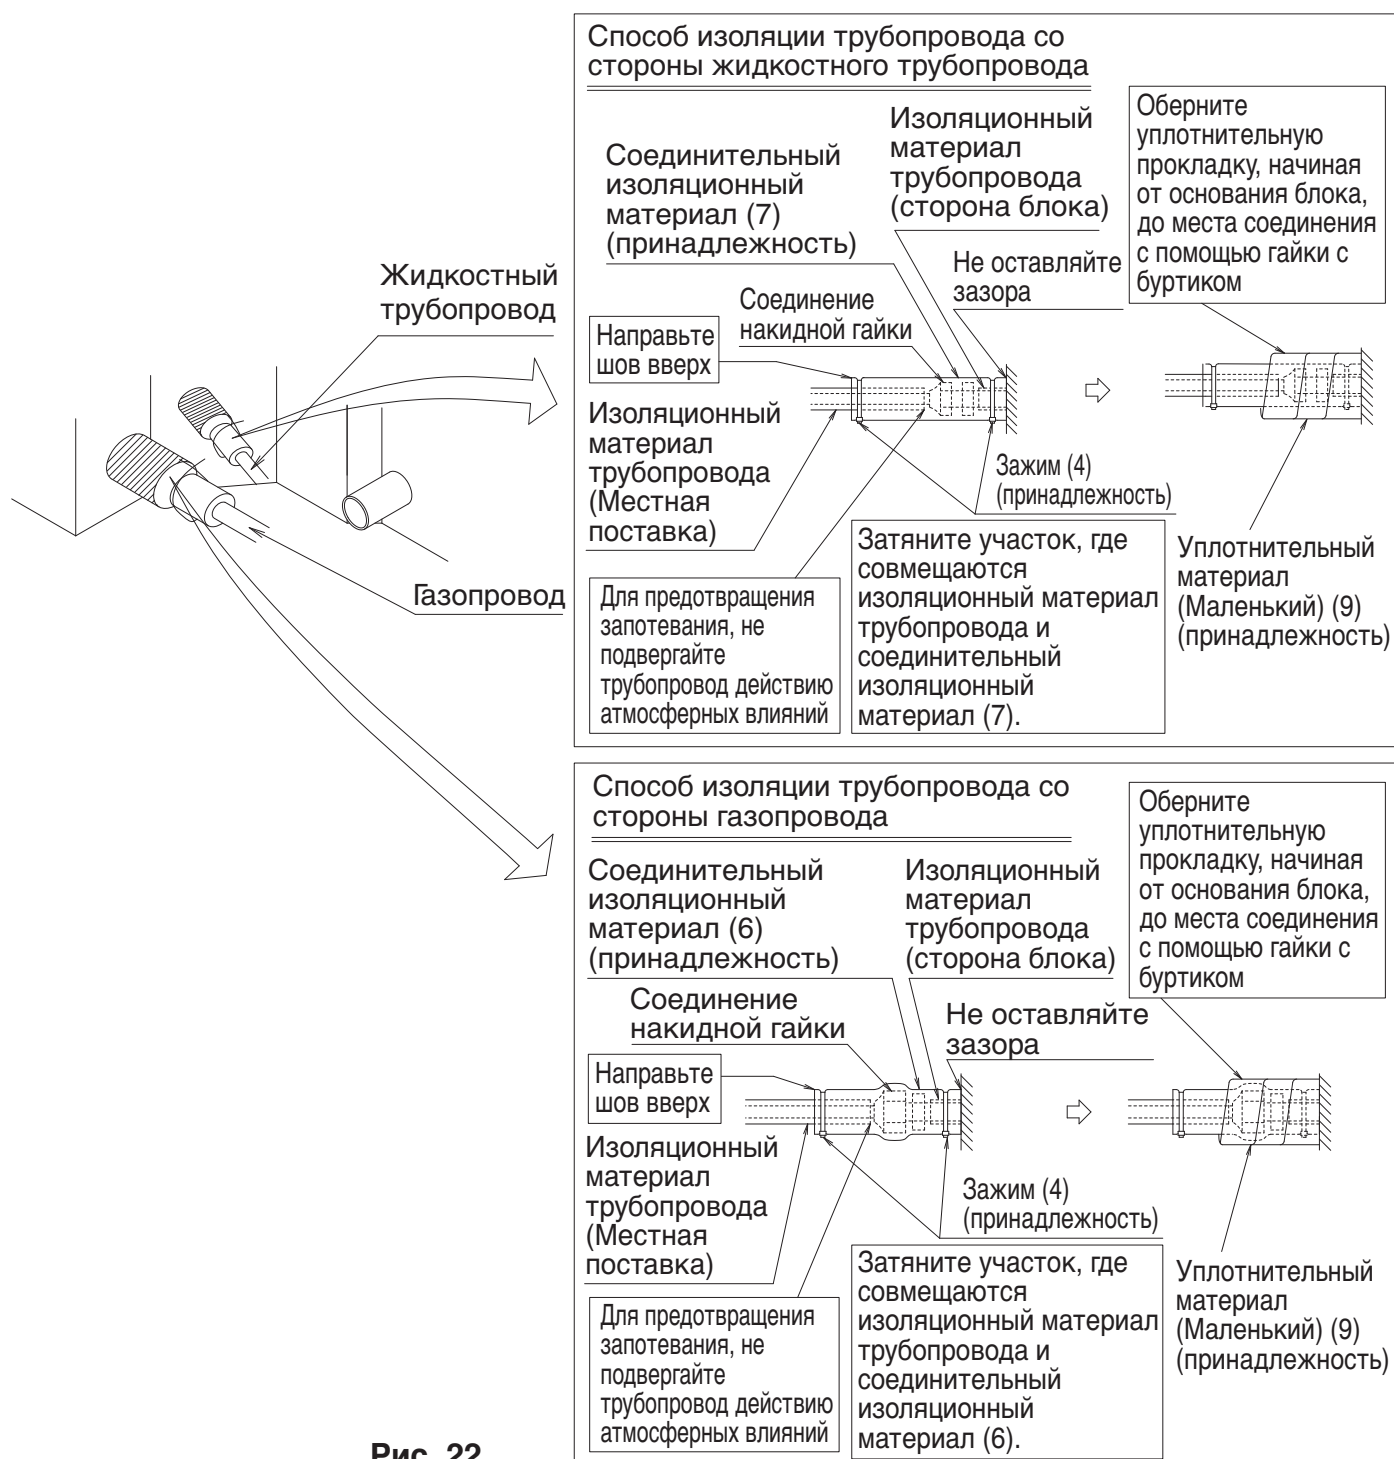 Способ изоляции трубопровода со
стороны жидкостного трубопровода
Оберните
уплотнительную
прокладку, начиная
от основания блока,
до места соединения
с помощью гайки с
буртиком
Изоляционный
материал
трубопровода
(сторона блока)
Соединительный
изоляционный
материал (7)
(принадлежность)
Не оставляйте
зазора
Жидкостный
трубопровод
Соединение
накидной гайки
Направьте
шов вверх
Изоляционный
материал
трубопровода
(Местная
поставка)
Зажим (4)
(принадлежность)
Затяните участок, где
совмещаются
изоляционный материал
трубопровода и
соединительный
изоляционный
материал (7).
Уплотнительный
материал
(Маленький) (9)
(принадлежность)
Газопровод
Для предотвращения
запотевания, не
подвергайте
трубопровод действию
атмосферных влияний
Способ изоляции трубопровода со
стороны газопровода
Оберните
уплотнительную
прокладку, начиная
от основания блока,
до места соединения
с помощью гайки с
буртиком
Соединительный
изоляционный
материал (6)
(принадлежность)
Изоляционный
материал
трубопровода
(сторона блока)
Соединение
накидной гайки
Не оставляйте
зазора
Направьте
шов вверх
Изоляционный
материал
трубопровода
(Местная
поставка)
Зажим (4)
(принадлежность)
Затяните участок, где
совмещаются
изоляционный материал
трубопровода и
соединительный
изоляционный
материал (6).
Уплотнительный
материал
(Маленький) (9)
(принадлежность)
Для предотвращения
запотевания, не
подвергайте
трубопровод действию
атмосферных влияний
Рис. 22